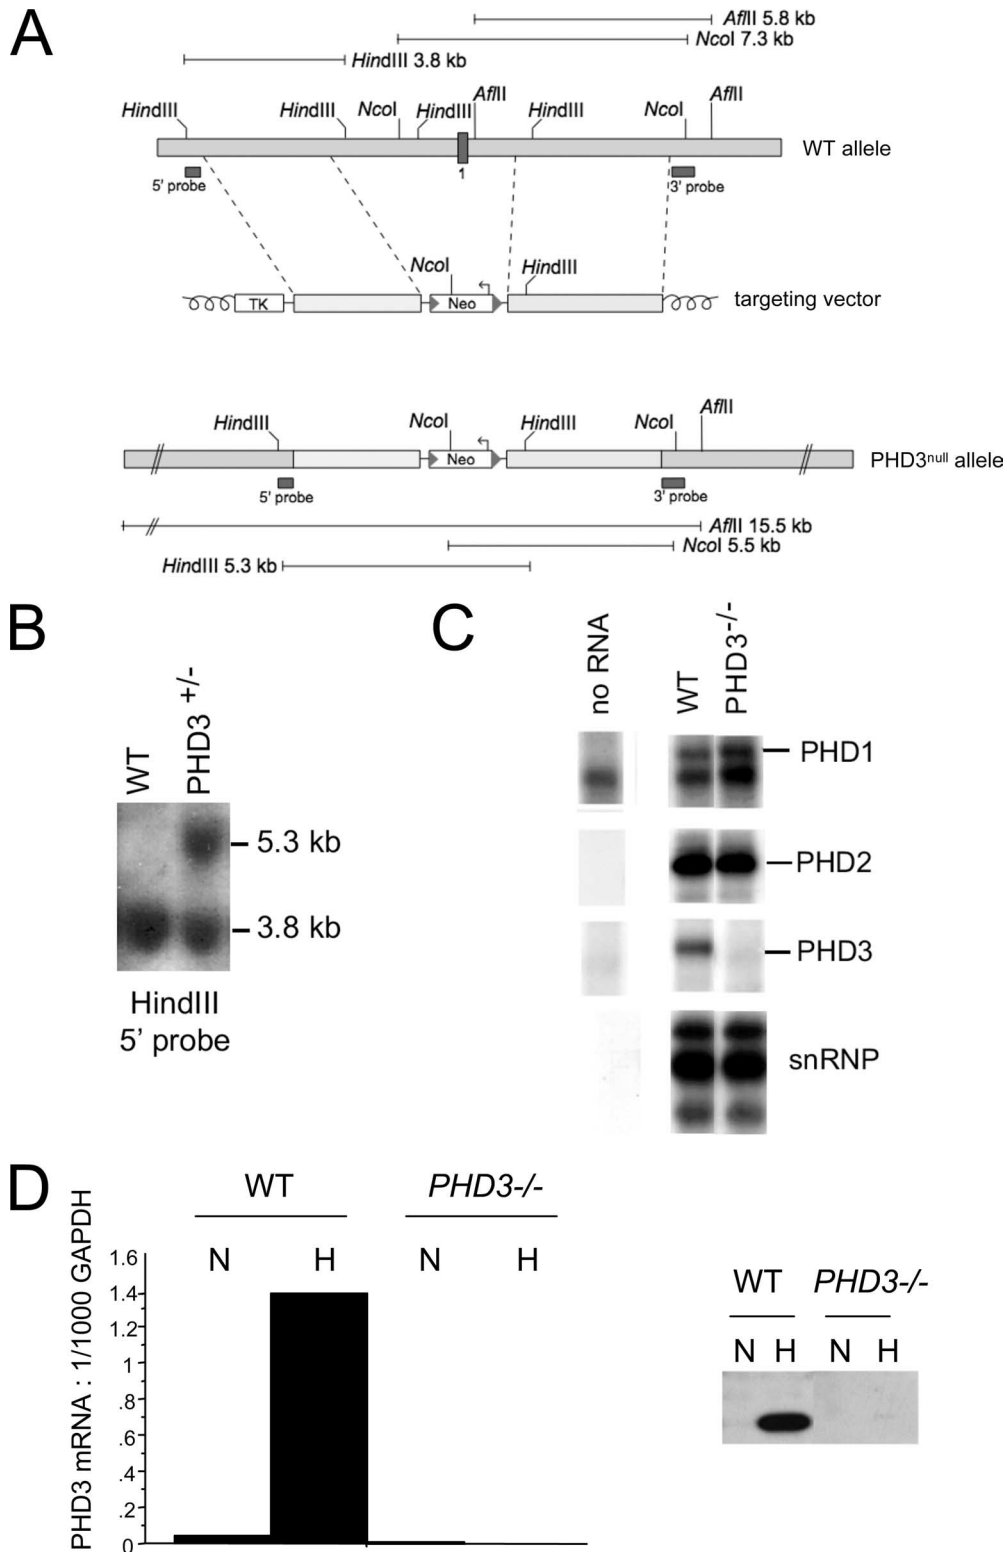 A
AflII 5.8 kb
NcoI 7.3 kb
HindIII 3.8 kb
HindIII HindIII NcoI HindIII AflII HindIII NcoI AflII
WT allele
5' probe 1 3' probe
NcoI HindIII
TK Neo targeting vector
HindIII NcoI HindIII NcoI AflII
Neo PHD3null allele
5' probe 3' probe
AflII 15.5 kb
NcoI 5.5 kb
HindIII 5.3 kb
B
WT PHD3 +/-
5.3 kb
3.8 kb
HindIII
5' probe
C
no RNA WT PHD3-/-
PHD1
PHD2
PHD3
snRNP
D
WT PHD3-/-
N H N H
PHD3 mRNA : 1/1000 GAPDH
1.6
1.4
1.2
1
.8
.6
.4
.2
0
WT PHD3-/-
N H N H